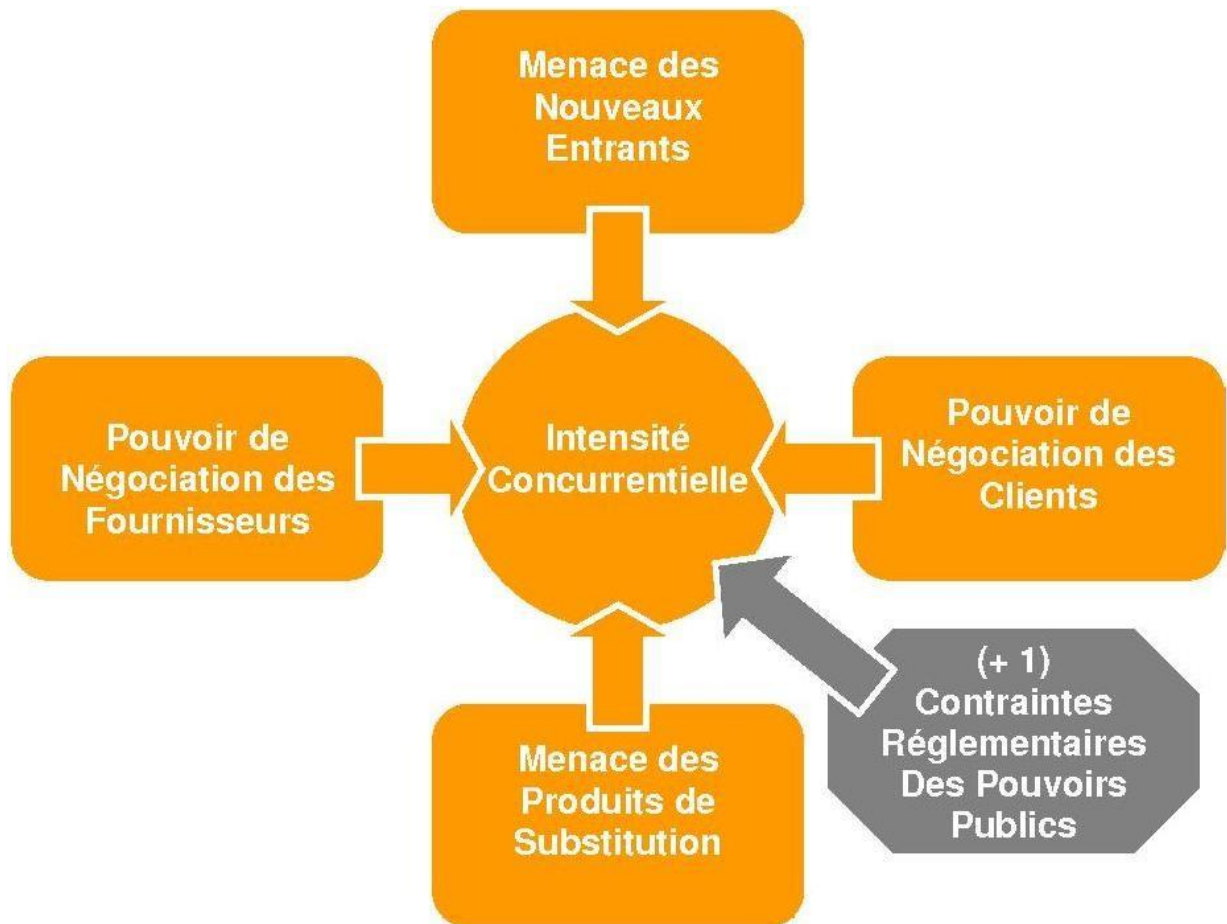 Menace des
Nouveaux
Entrants
Pouvoir de
Négociation des
Fournisseurs
Intensité
Concurrentielle
Pouvoir de
Négociation des
Clients
Menace des
Produits de
Substitution
(+ 1)
Contraintes
Réglementaires
Des Pouvoirs
Publics